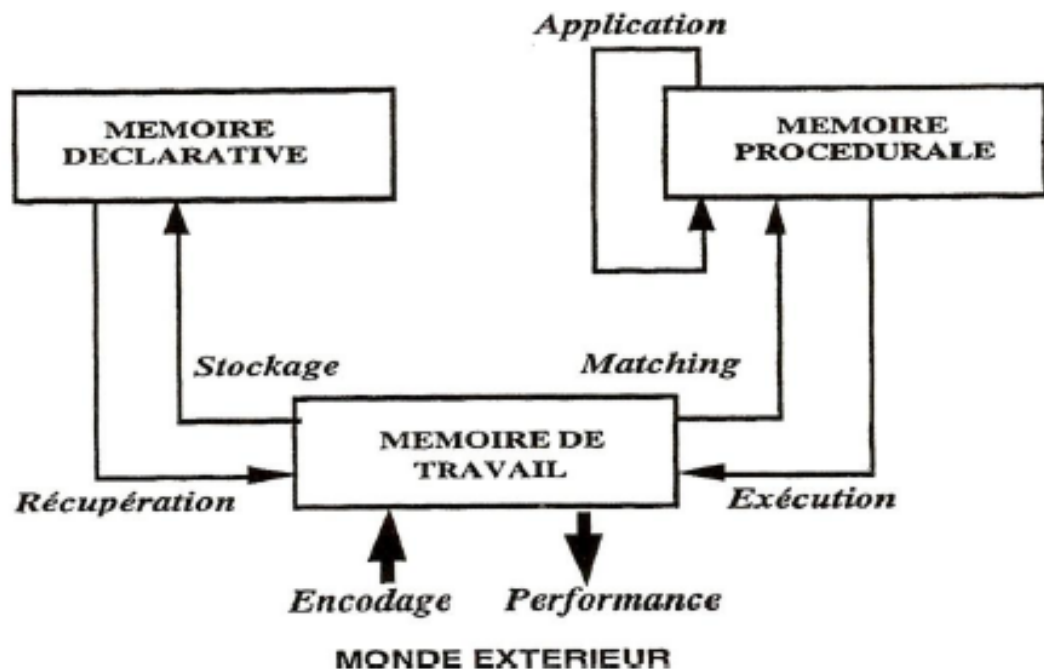 Application
MEMOIRE
DECLARATIVE
MEMOIRE
PROCEDURALE
Stockage
Matching
MEMOIRE DE
TRAVAIL
Récupération
Exécution
Encodage
Performance
MONDE EXTERIEUR